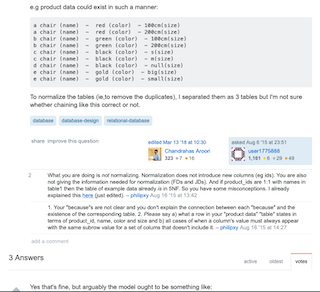 e.g product data could exist in such a manner:
a chair (name) - red (color) - 100cm(size)
a chair (name) - red (color) - 200cm(size)
b chair (name) - green (color) - 100cm(size)
b chair (name) - green (color) - 200cm(size)
c chair (name) - black (color) - s(size)
c chair (name) - black (color) - m(size)
d chair (name) - black (color) - null(size)
e chair (name) - gold (color) - big(size)
e chair (name) - gold (color) - small(size)
To normalize the tables (ie,to remove the duplicates), I separated them as 3 tables but I'm not sure
whether chaining like this correct or not.
database database-design relational-database
share improve this question
edited Mar 13 '18 at 10:30
Chandrahas Aroori
323
asked Aug 6 '15 at 23:51
user1775888
2 What you are doing is not normalizing. Normalization does not introduce new columns (eg ids). You are also
not giving the information needed for normalization (FDs and JDs). And if product_ids are 1:1 with names in
table1 then the table of example data already is in 5NF. So you have some misconceptions. I already
explained this here (just edited). – philipxy Aug 16 '15 at 13:42
1. Your "because"s are not clear and you don't explain the connection between each "because" and the
existence of the corresponding table. 2. Please say a) what a row in your "product data" "table" states in
terms of product_id, name, color and size and b) all cases of when a column's value must always appear
with the same subrow value for a set of colums that doesn't include it. – philipxy Aug 16 '15 at 14:27
add a comment
3 Answers
active oldest votes
Yes that's fine, but arguably the model ought to be something like: